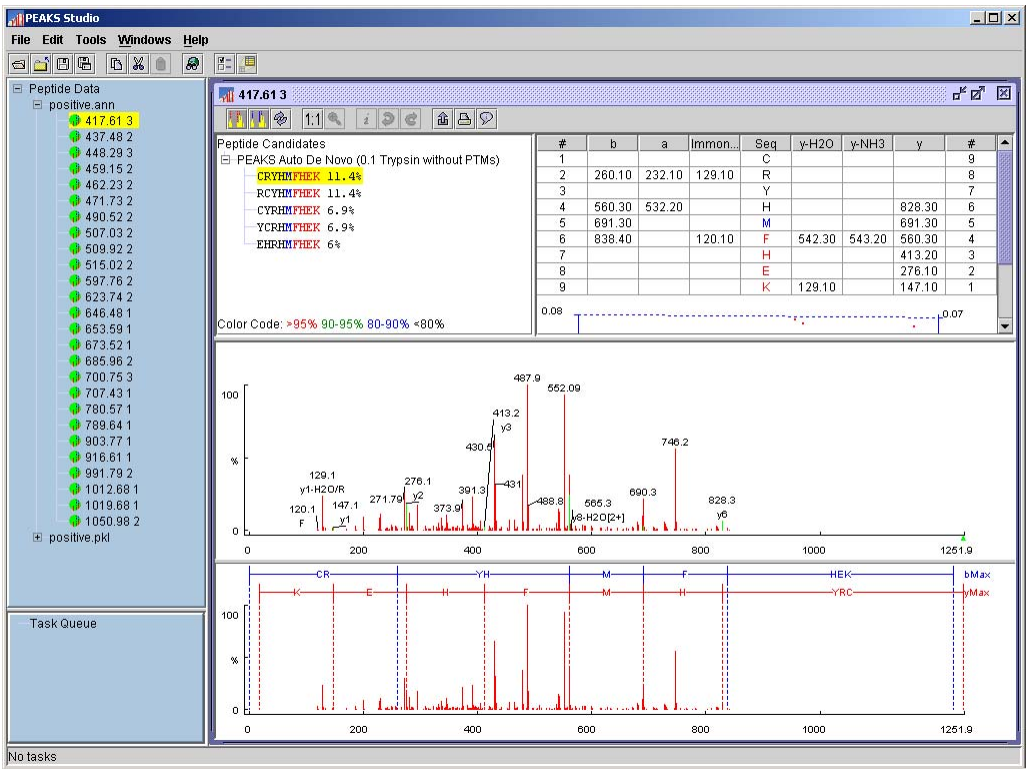 PEAKS Studio
File Edit Tools Windows Help
Peptide Data
positive.ann
417.61 3
437.48 2
448.29 3
459.15 2
462.23 2
471.73 2
490.52 2
507.03 2
509.92 2
515.02 2
597.76 2
623.74 2
646.48 1
653.59 1
673.52 1
685.96 2
700.75 3
707.43 1
780.57 1
789.64 1
903.77 1
916.61 1
991.79 2
1012.68 1
1019.68 1
1050.98 2
positive.pkl
Task Queue
417.61 3
1:1 i
Peptide Candidates
PEAKS Auto De Novo (0.1 Trypsin without PTMs)
CRYHMFHEK 11.4%
RCYHMFHEK 11.4%
CYRHMFHEK 6.9%
YCRHMFHEK 6.9%
EHRHMFHEK 6%
Color Code: >95% 90-95% 80-90% <80%
# b a Immon... Seq y-H2O y-NH3 y #
1 C 9
2 260.10 232.10 129.10 R 8
3 Y 7
4 560.30 532.20 H 828.30 6
5 691.30 M 691.30 5
6 838.40 120.10 F 542.30 543.20 560.30 4
7 H 413.20 3
8 E 276.10 2
9 K 129.10 147.10 1
0.08 0.07
100
%
0
487.9
552.09
413.2
y3
430.5
746.2
129.1
y1-H2O/R
276.1
y2
431
391.3
690.3
120.1
F
147.1
y1
271.79
373.9
488.8
565.3
y8-H2O[2+]
828.3
y6
0 200 400 600 800 1000 1251.9
CR YH M F HEK bMax
K E H F M H YRC yMax
100
%
0
0 200 400 600 800 1000 1251.9
No tasks